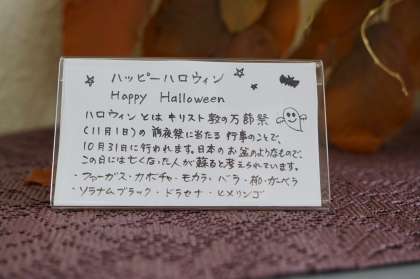 ハッピーハロウィン
Happy Halloween
ハロウィンとはキリスト教の万節祭
(11月1日)の前夜祭に当たる行事のことで、
10月31日に行われます。日本のお盆のようなもので、
この日には亡くなった人が蘇ると考えられています。
・ファーガス・カボチャ・モカラ・バラ・柳・ガーベラ
・ソラナムブラック・ドラセナ・ヒメリンゴ